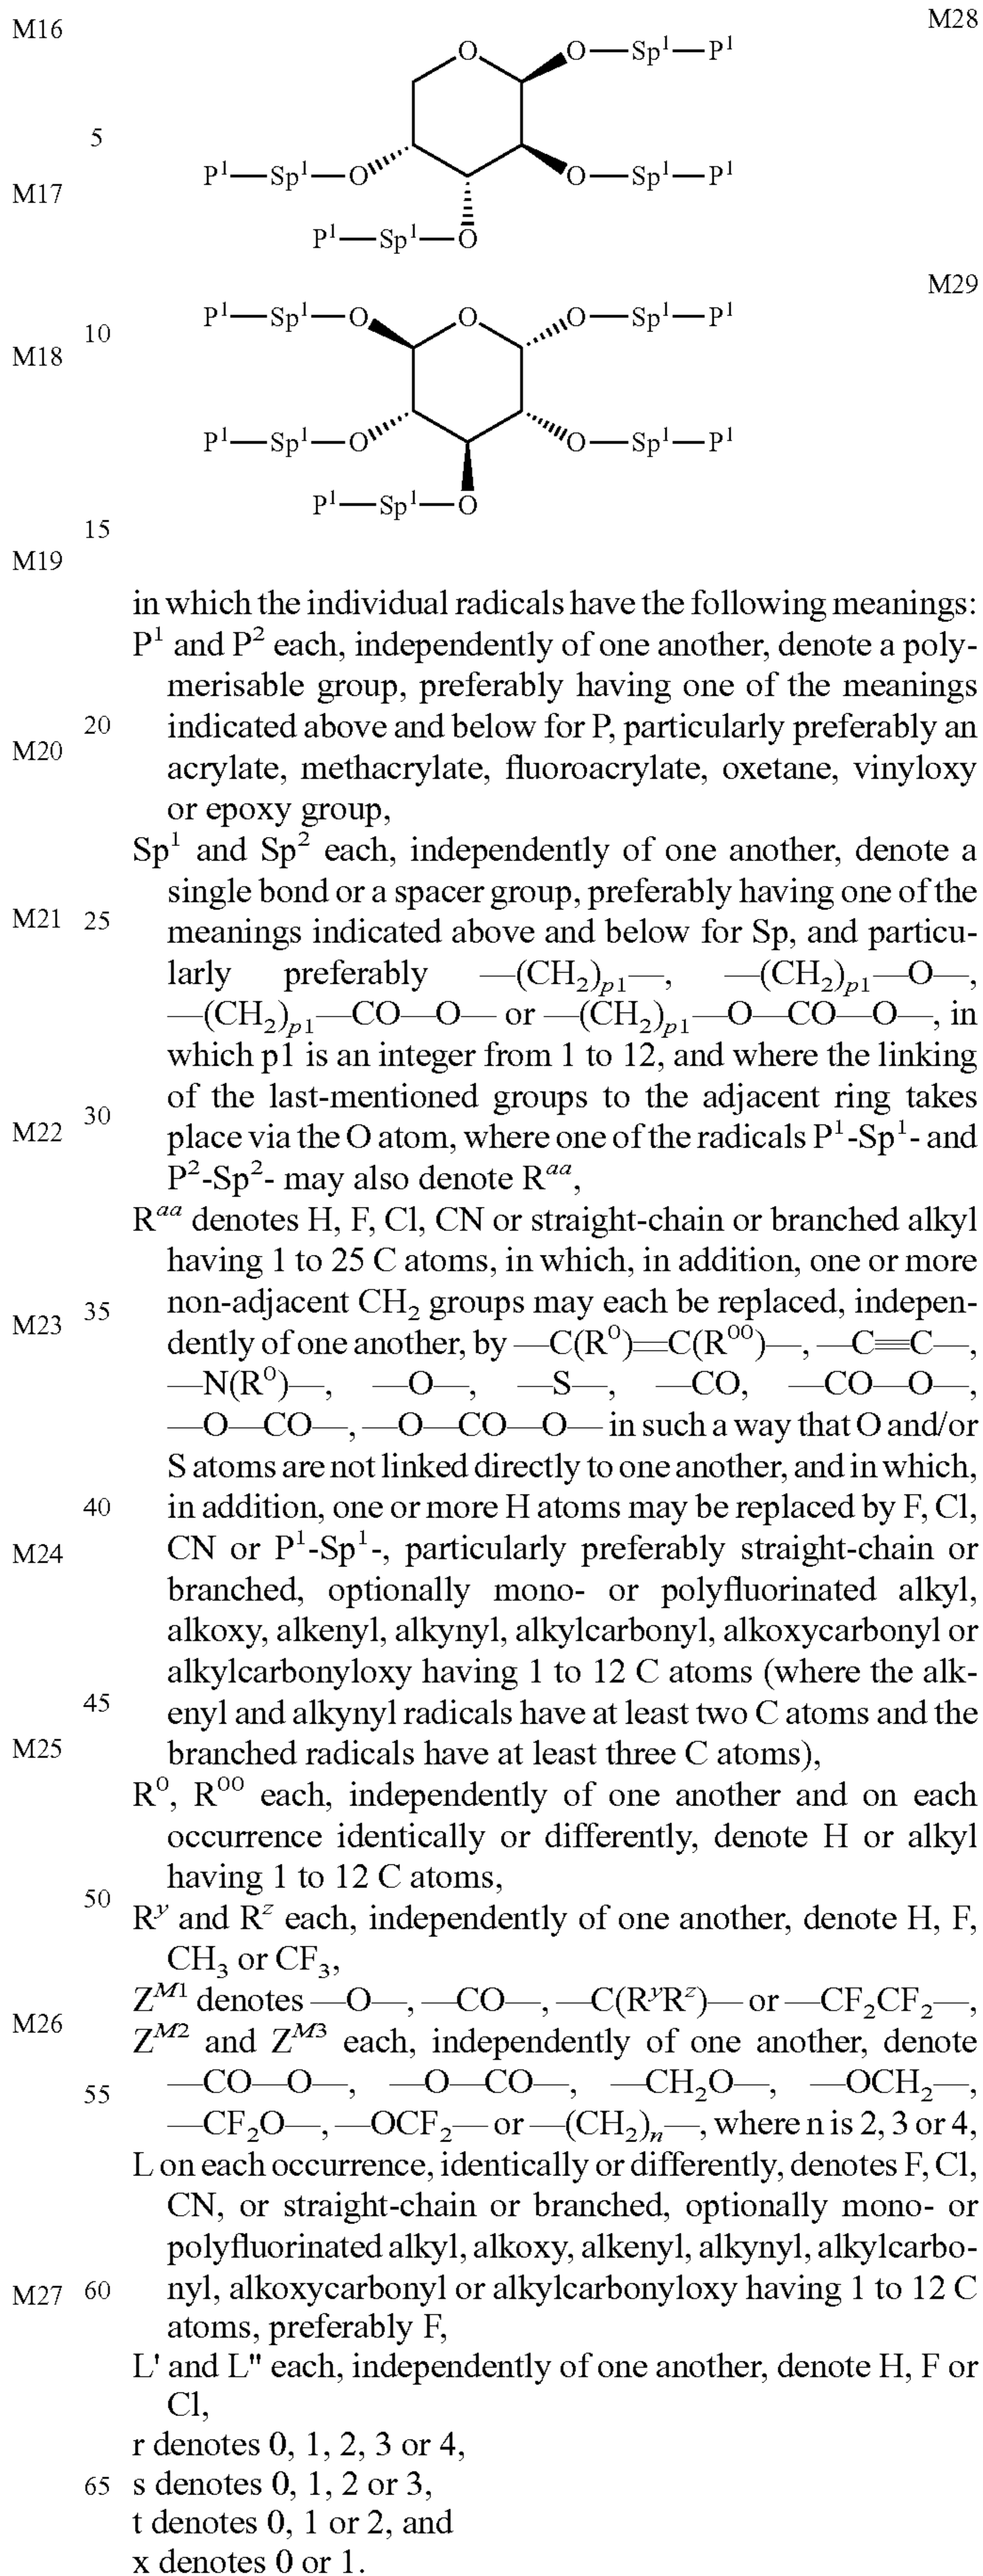 M16
M28
O O—Sp¹—P¹
5
P¹—Sp¹—O O—Sp¹—P¹
M17
P¹—Sp¹—O
M29
P¹—Sp¹—O O O—Sp¹—P¹
10
M18
P¹—Sp¹—O O—Sp¹—P¹
P¹—Sp¹—O
15
M19
in which the individual radicals have the following meanings:
P¹ and P² each, independently of one another, denote a poly-
merisable group, preferably having one of the meanings
20 indicated above and below for P, particularly preferably an
M20
acrylate, methacrylate, fluoroacrylate, oxetane, vinyloxy
or epoxy group,
Sp¹ and Sp² each, independently of one another, denote a
single bond or a spacer group, preferably having one of the
M21 25 meanings indicated above and below for Sp, and particu-
larly preferably —(CH₂)ₚ₁—, —(CH₂)ₚ₁—O—,
—(CH₂)ₚ₁—CO—O— or —(CH₂)ₚ₁—O—CO—O—, in
which p1 is an integer from 1 to 12, and where the linking
30 of the last-mentioned groups to the adjacent ring takes
M22 place via the O atom, where one of the radicals P¹-Sp¹- and
P²-Sp²- may also denote Rᵃᵃ,
Rᵃᵃ denotes H, F, Cl, CN or straight-chain or branched alkyl
having 1 to 25 C atoms, in which, in addition, one or more
M23 35 non-adjacent CH₂ groups may each be replaced, indepen-
dently of one another, by —C(R⁰)=C(R⁰⁰)—, —C≡C—,
—N(R⁰)—, —O—, —S—, —CO, —CO—O—,
—O—CO—, —O—CO—O— in such a way that O and/or
S atoms are not linked directly to one another, and in which,
40 in addition, one or more H atoms may be replaced by F, Cl,
M24 CN or P¹-Sp¹-, particularly preferably straight-chain or
branched, optionally mono- or polyfluorinated alkyl,
alkoxy, alkenyl, alkynyl, alkylcarbonyl, alkoxycarbonyl or
alkylcarbonyloxy having 1 to 12 C atoms (where the alk-
45 enyl and alkynyl radicals have at least two C atoms and the
M25 branched radicals have at least three C atoms),
R⁰, R⁰⁰ each, independently of one another and on each
occurrence identically or differently, denote H or alkyl
having 1 to 12 C atoms,
50
Rʸ and Rᶻ each, independently of one another, denote H, F,
CH₃ or CF₃,
Zᴹ¹ denotes —O—, —CO—, —C(RʸRᶻ)— or —CF₂CF₂—,
M26
Zᴹ² and Zᴹ³ each, independently of one another, denote
55 —CO—O—, —O—CO—, —CH₂O—, —OCH₂—,
—CF₂O—, —OCF₂— or —(CH₂)ₙ—, where n is 2, 3 or 4,
L on each occurrence, identically or differently, denotes F, Cl,
CN, or straight-chain or branched, optionally mono- or
polyfluorinated alkyl, alkoxy, alkenyl, alkynyl, alkylcarbo-
M27 60 nyl, alkoxycarbonyl or alkylcarbonyloxy having 1 to 12 C
atoms, preferably F,
L' and L" each, independently of one another, denote H, F or
Cl,
r denotes 0, 1, 2, 3 or 4,
65 s denotes 0, 1, 2 or 3,
t denotes 0, 1 or 2, and
x denotes 0 or 1.